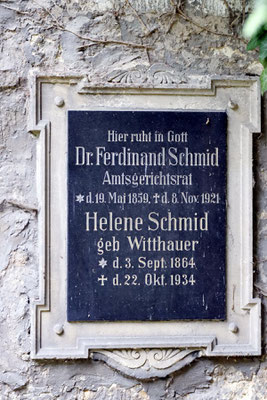 Hier ruht in Gott
Dr. Ferdinand Schmid
Amtsgerichtsrat
✶ d. 19. Mai 1859. ✝ d. 8. Nov. 1921
Helene Schmid
geb Witthauer
✶ d. 3. Sept. 1864
✝ d. 22. Okt. 1934